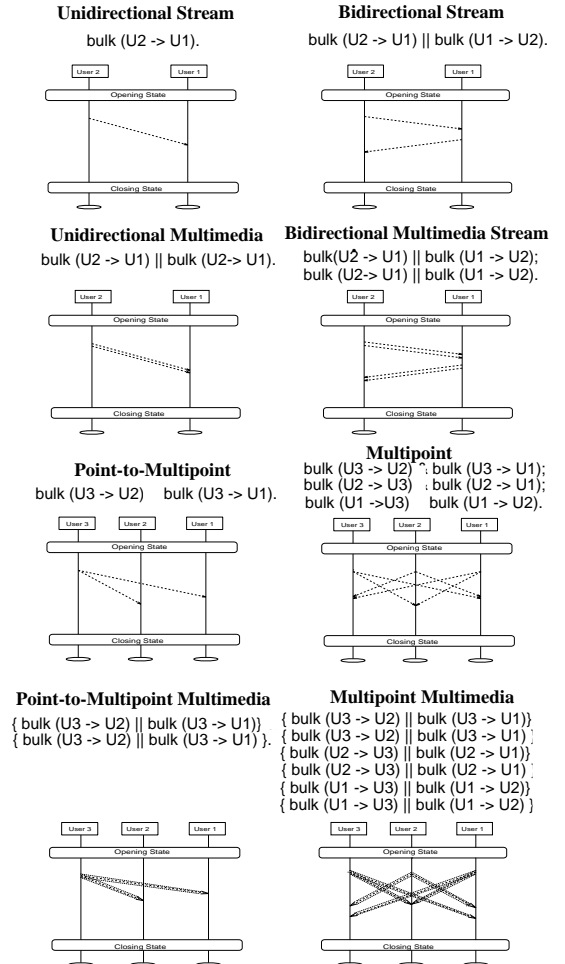 Unidirectional Stream
bulk (U2 -> U1).
User 2
User 1
Opening State
Closing State
Bidirectional Stream
bulk (U2 -> U1) || bulk (U1 -> U2).
User 2
User 1
Opening State
Closing State
Unidirectional Multimedia
bulk (U2 -> U1) || bulk (U2-> U1).
User 2
User 1
Opening State
Closing State
Bidirectional Multimedia Stream
bulk(U2 -> U1) || bulk (U1 -> U2);
bulk (U2-> U1) || bulk (U1 -> U2).
User 2
User 1
Opening State
Closing State
Point-to-Multipoint
bulk (U3 -> U2) bulk (U3 -> U1).
User 3
User 2
User 1
Opening State
Closing State
Multipoint
bulk (U3 -> U2) bulk (U3 -> U1);
bulk (U2 -> U3) bulk (U2 -> U1);
bulk (U1 ->U3) bulk (U1 -> U2).
User 3
User 2
User 1
Opening State
Closing State
Point-to-Multipoint Multimedia
{ bulk (U3 -> U2) || bulk (U3 -> U1)}
{ bulk (U3 -> U2) || bulk (U3 -> U1) }.
User 3
User 2
User 1
Opening State
Closing State
Multipoint Multimedia
{ bulk (U3 -> U2) || bulk (U3 -> U1)}
{ bulk (U3 -> U2) || bulk (U3 -> U1) }
{ bulk (U2 -> U3) || bulk (U2 -> U1)}
{ bulk (U2 -> U3) || bulk (U2 -> U1) }
{ bulk (U1 -> U3) || bulk (U1 -> U2)}
{ bulk (U1 -> U3) || bulk (U1 -> U2) }
User 3
User 2
User 1
Opening State
Closing State